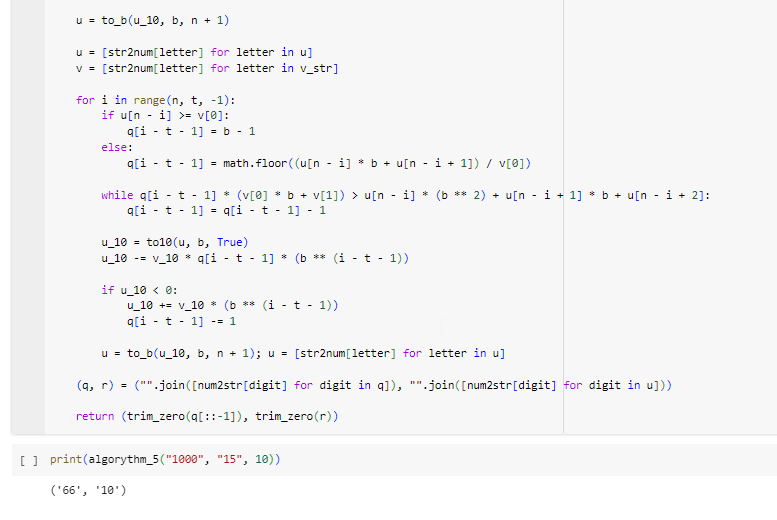 u = to_b(u_10, b, n + 1)
u = [str2num[letter] for letter in u]
v = [str2num[letter] for letter in v_str]
for i in range(n, t, -1):
if u[n - i] >= v[0]:
q[i - t - 1] = b - 1
else:
q[i - t - 1] = math.floor((u[n - i] * b + u[n - i + 1]) / v[0])
while q[i - t - 1] * (v[0] * b + v[1]) > u[n - i] * (b ** 2) + u[n - i + 1] * b + u[n - i + 2]:
q[i - t - 1] = q[i - t - 1] - 1
u_10 = to10(u, b, True)
u_10 -= v_10 * q[i - t - 1] * (b ** (i - t - 1))
if u_10 < 0:
u_10 += v_10 * (b ** (i - t - 1))
q[i - t - 1] -= 1
u = to_b(u_10, b, n + 1); u = [str2num[letter] for letter in u]
(q, r) = ("".join([num2str[digit] for digit in q]), "".join([num2str[digit] for digit in u]))
return (trim_zero(q[::-1]), trim_zero(r))
[ ] print(algorythm_5("1000", "15", 10))
('66', '10')